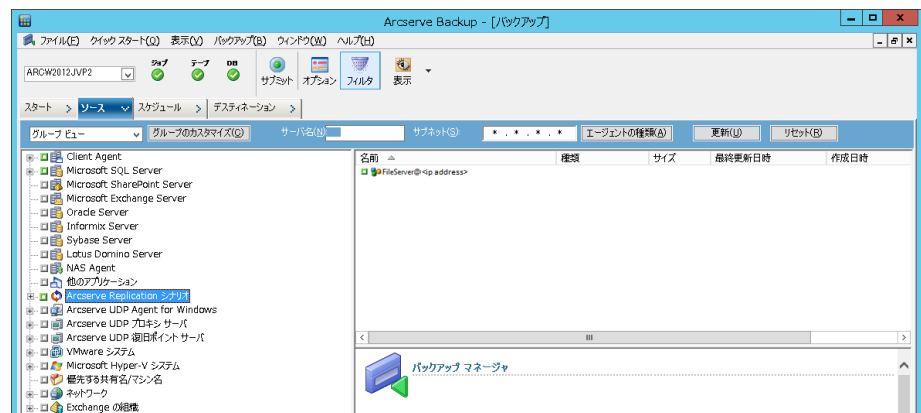 Arcserve Backup - [バックアップ]
ファイル(F) クイック スタート(Q) 表示(V) バックアップ(B) ウィンドウ(W) ヘルプ(H)
ジョブ テープ DB
ARCW2012JVP2
サブミット オプション フィルタ 表示
スタート > ソース スケジュール > デスティネーション >
グループ ビュー グループのカスタマイズ(C) サーバ名(N) サブネット(S): * . * . * . * エージェントの種類(A) 更新(U) リセット(R)
名前 種類 サイズ 最終更新日時 作成日時
FileServer@<ip address>
Client Agent
Microsoft SQL Server
Microsoft SharePoint Server
Microsoft Exchange Server
Oracle Server
Informix Server
Sybase Server
Lotus Domino Server
NAS Agent
他のアプリケーション
Arcserve Replication シナリオ
Arcserve UDP Agent for Windows
Arcserve UDP プロキシ サーバ
Arcserve UDP 復旧ポイント サーバ
VMware システム
Microsoft Hyper-V システム
優先する共有名/マシン名
ネットワーク
Exchange の組織
バックアップ マネージャ